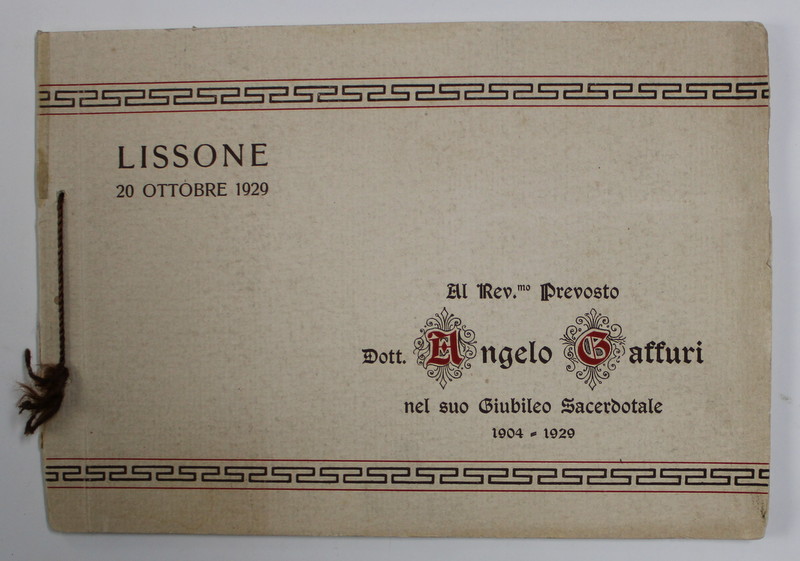 LISSONE
20 OTTOBRE 1929
Al Rev.mo Prevosto
Dott. Angelo Gaffuri
nel suo Giubileo Sacerdotale
1904 = 1929